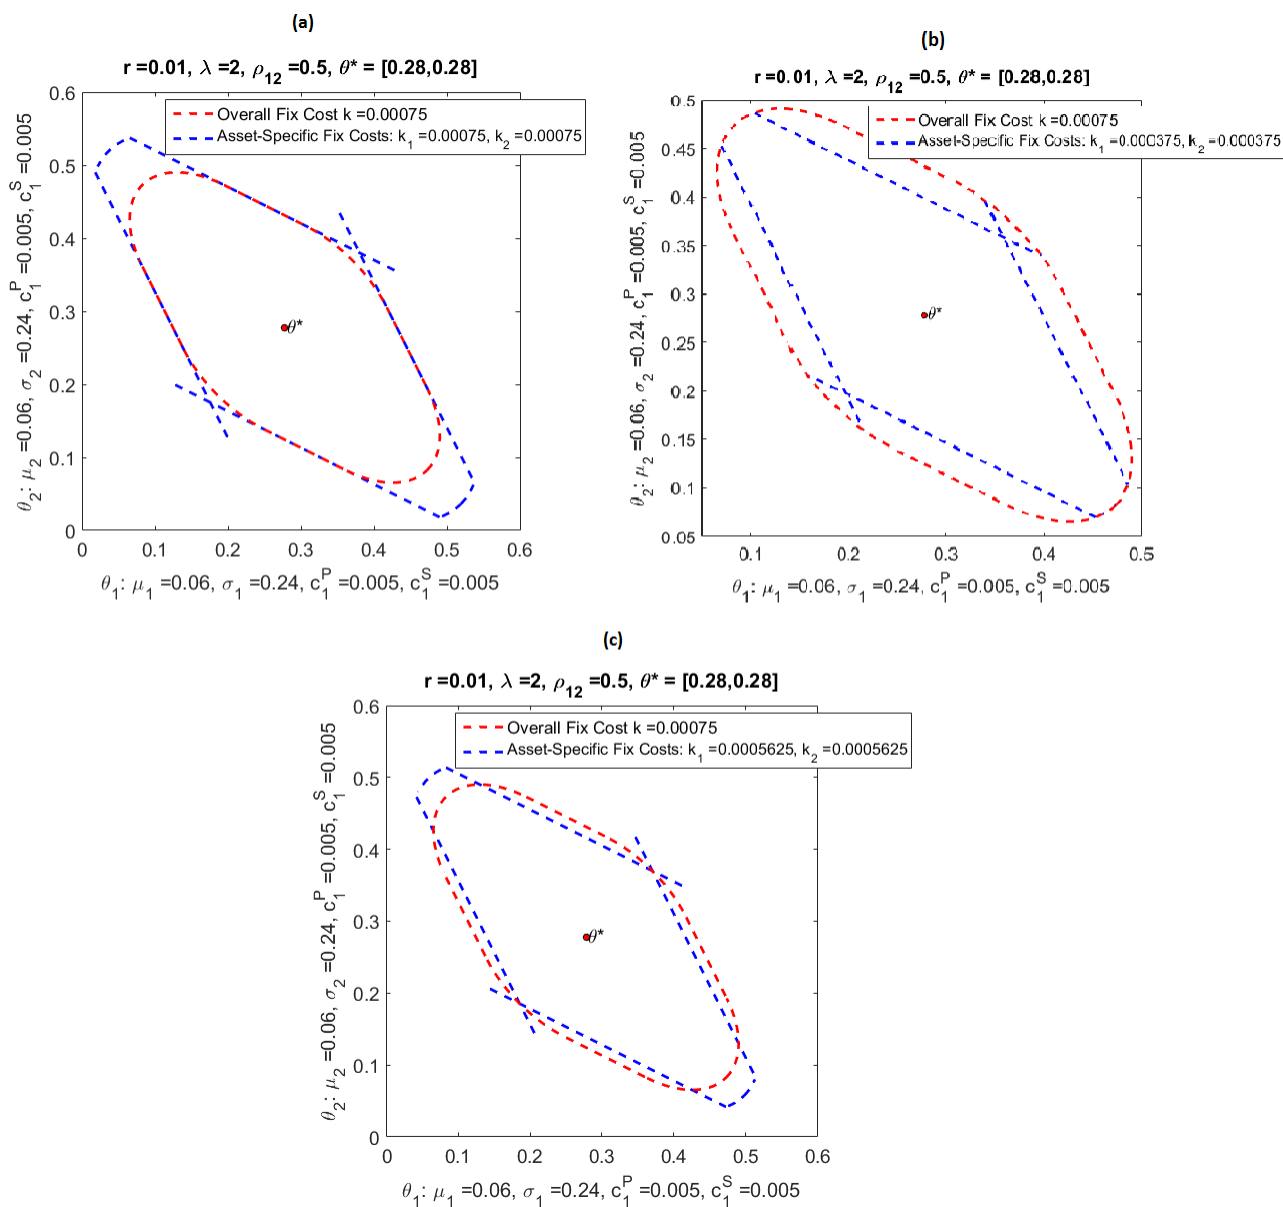 (a)
r =0.01, λ =2, ρ12 =0.5, θ* = [0.28,0.28]
Overall Fix Cost k =0.00075
Asset-Specific Fix Costs: k1 =0.00075, k2 =0.00075
θ2: μ2 =0.06, σ2 =0.24, c1P =0.005, c1S =0.005
0.6
0.5
0.4
0.3
0.2
0.1
0
θ*
0 0.1 0.2 0.3 0.4 0.5 0.6
θ1: μ1 =0.06, σ1 =0.24, c1P =0.005, c1S =0.005
(b)
r =0.01, λ =2, ρ12 =0.5, θ* = [0.28,0.28]
Overall Fix Cost k =0.00075
Asset-Specific Fix Costs: k1 =0.000375, k2 =0.000375
θ2: μ2 =0.06, σ2 =0.24, c1P =0.005, c1S =0.005
0.5
0.45
0.4
0.35
0.3
0.25
0.2
0.15
0.1
0.05
θ*
0.1 0.2 0.3 0.4 0.5
θ1: μ1 =0.06, σ1 =0.24, c1P =0.005, c1S =0.005
(c)
r =0.01, λ =2, ρ12 =0.5, θ* = [0.28,0.28]
Overall Fix Cost k =0.00075
Asset-Specific Fix Costs: k1 =0.0005625, k2 =0.0005625
θ2: μ2 =0.06, σ2 =0.24, c1P =0.005, c1S =0.005
0.6
0.5
0.4
0.3
0.2
0.1
0
θ*
0 0.1 0.2 0.3 0.4 0.5 0.6
θ1: μ1 =0.06, σ1 =0.24, c1P =0.005, c1S =0.005